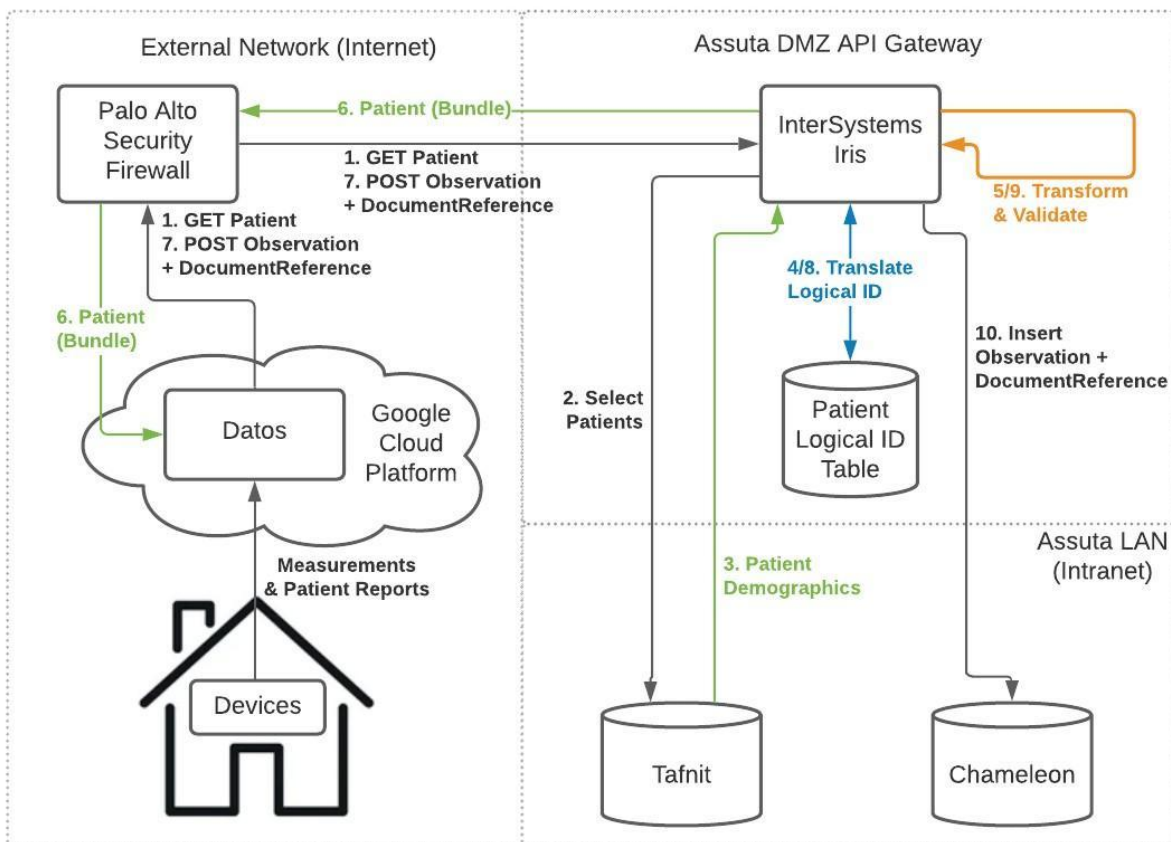 External Network (Internet)
Assuta DMZ API Gateway
Palo Alto
Security
Firewall
6. Patient (Bundle)
InterSystems
Iris
1. GET Patient
7. POST Observation
+ DocumentReference
5/9. Transform
& Validate
1. GET Patient
7. POST Observation
+ DocumentReference
4/8. Translate
Logical ID
6. Patient
(Bundle)
10. Insert
Observation +
DocumentReference
2. Select
Patients
Patient
Logical ID
Table
Datos
Google
Cloud
Platform
Assuta LAN
(Intranet)
Measurements
& Patient Reports
3. Patient
Demographics
Devices
Tafnit
Chameleon